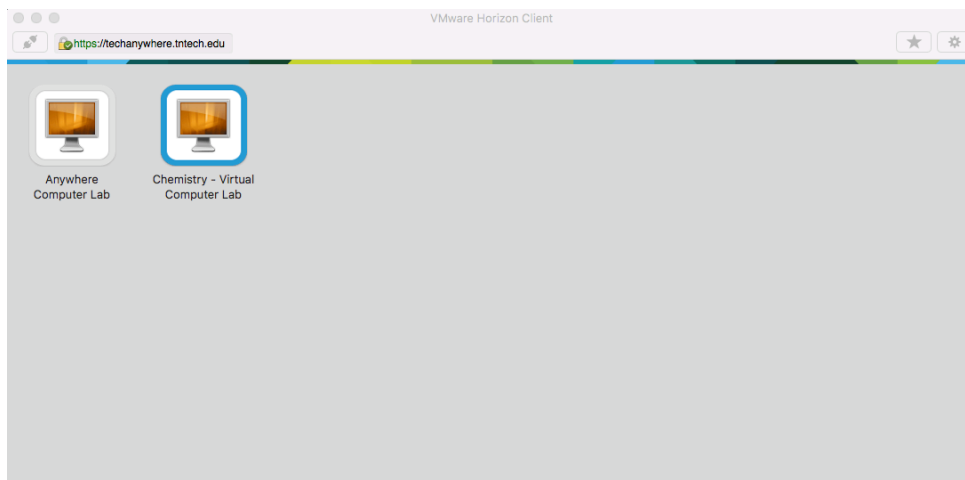 VMware Horizon Client
https://techanywhere.tntech.edu
Anywhere
Computer Lab
Chemistry - Virtual
Computer Lab